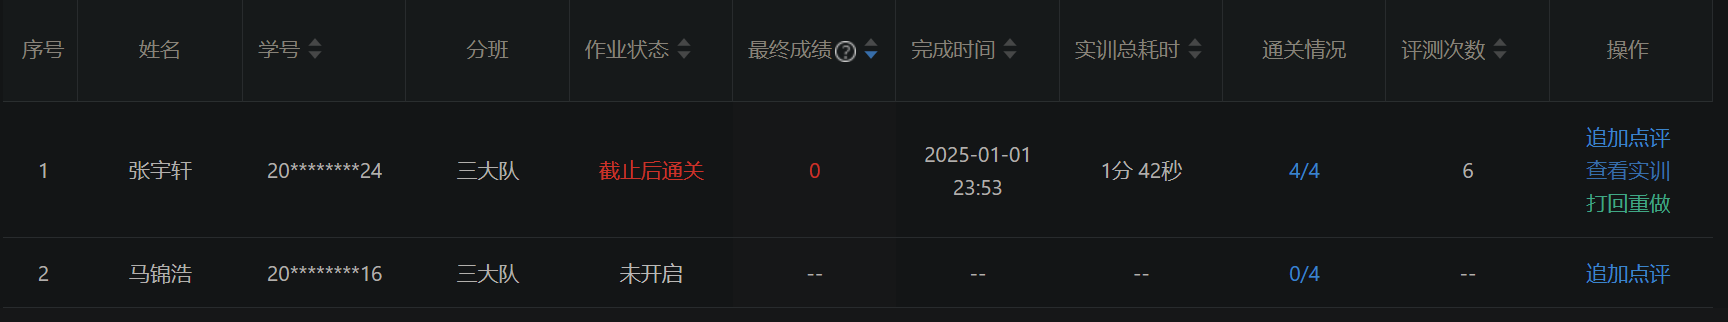 序号 姓名 学号 分班 作业状态 最终成绩? 完成时间 实训总耗时 通关情况 评测次数 操作
1 张宇轩 20********24 三大队 截止后通关 0 2025-01-01 23:53 1分 42秒 4/4 6 追加点评
查看实训
打回重做
2 马锦浩 20********16 三大队 未开启 -- -- -- 0/4 -- 追加点评